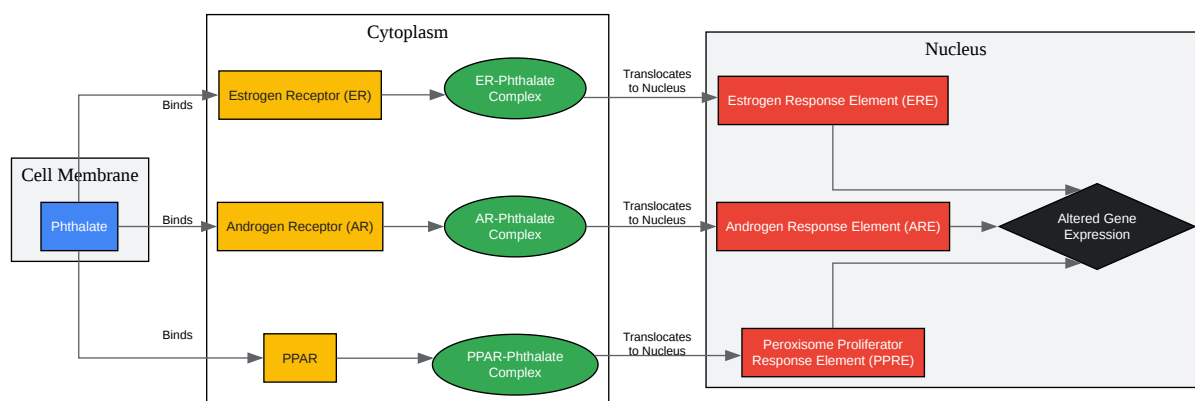 Cytoplasm
Nucleus
Cell Membrane
Phthalate
Binds
Estrogen Receptor (ER)
ER-Phthalate
Complex
Translocates
to Nucleus
Estrogen Response Element (ERE)
Binds
Androgen Receptor (AR)
AR-Phthalate
Complex
Translocates
to Nucleus
Androgen Response Element (ARE)
Altered Gene
Expression
Binds
PPAR
PPAR-Phthalate
Complex
Translocates
to Nucleus
Peroxisome Proliferator
Response Element (PPRE)